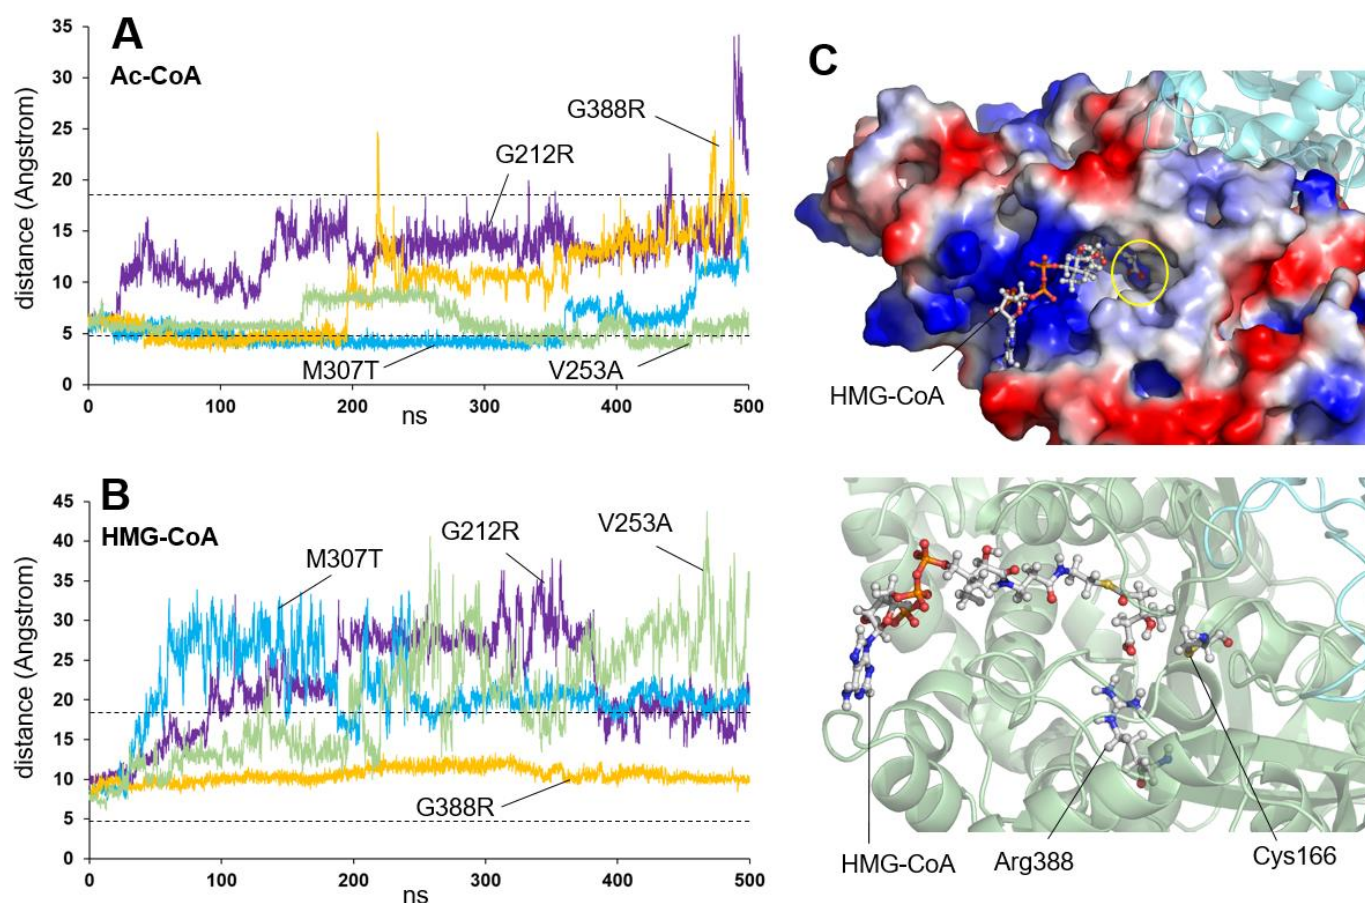 A
Ac-CoA
distance (Angstrom)
35
30
25
20
15
10
5
0
G388R
G212R
M307T
V253A
0 100 200 300 400 500
ns
B
HMG-CoA
distance (Angstrom)
45
40
35
30
25
20
15
10
5
0
M307T
G212R
V253A
G388R
0 100 200 300 400 500
ns
C
HMG-CoA
HMG-CoA
Arg388
Cys166